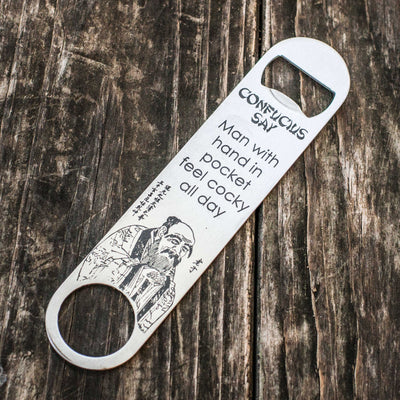 CONFUCIUS
SAY
Man with
hand in
pocket
feel cocky
all day